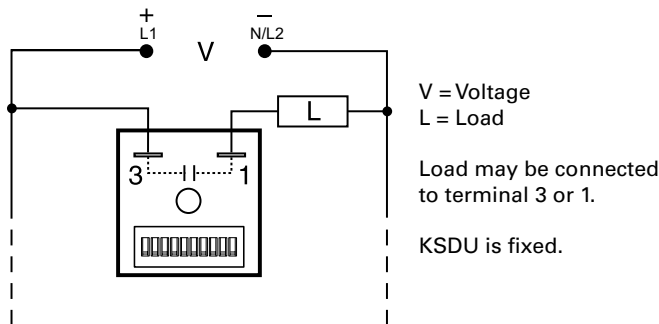 + −
L1 N/L2
V
L
3 1
V = Voltage
L = Load
Load may be connected
to terminal 3 or 1.
KSDU is fixed.